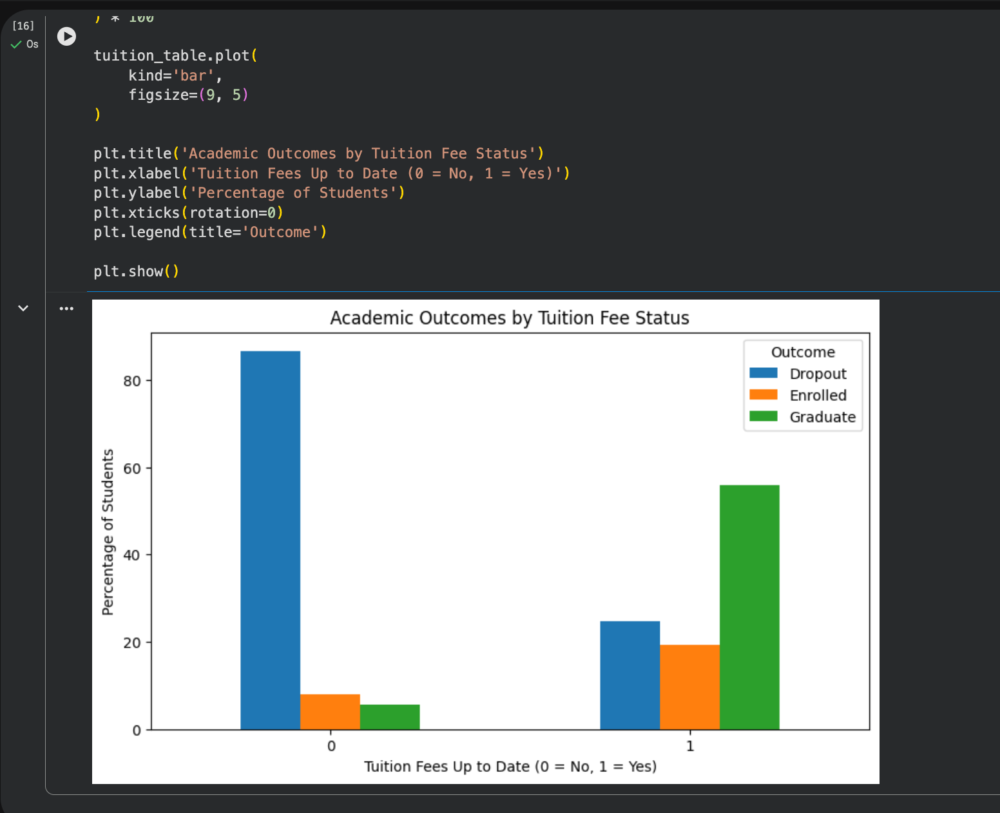 [16]
0s
) * 100
tuition_table.plot(
    kind='bar',
    figsize=(9, 5)
)
plt.title('Academic Outcomes by Tuition Fee Status')
plt.xlabel('Tuition Fees Up to Date (0 = No, 1 = Yes)')
plt.ylabel('Percentage of Students')
plt.xticks(rotation=0)
plt.legend(title='Outcome')
plt.show()
Academic Outcomes by Tuition Fee Status
Outcome
Dropout
Enrolled
Graduate
Percentage of Students
80
60
40
20
0
0
1
Tuition Fees Up to Date (0 = No, 1 = Yes)